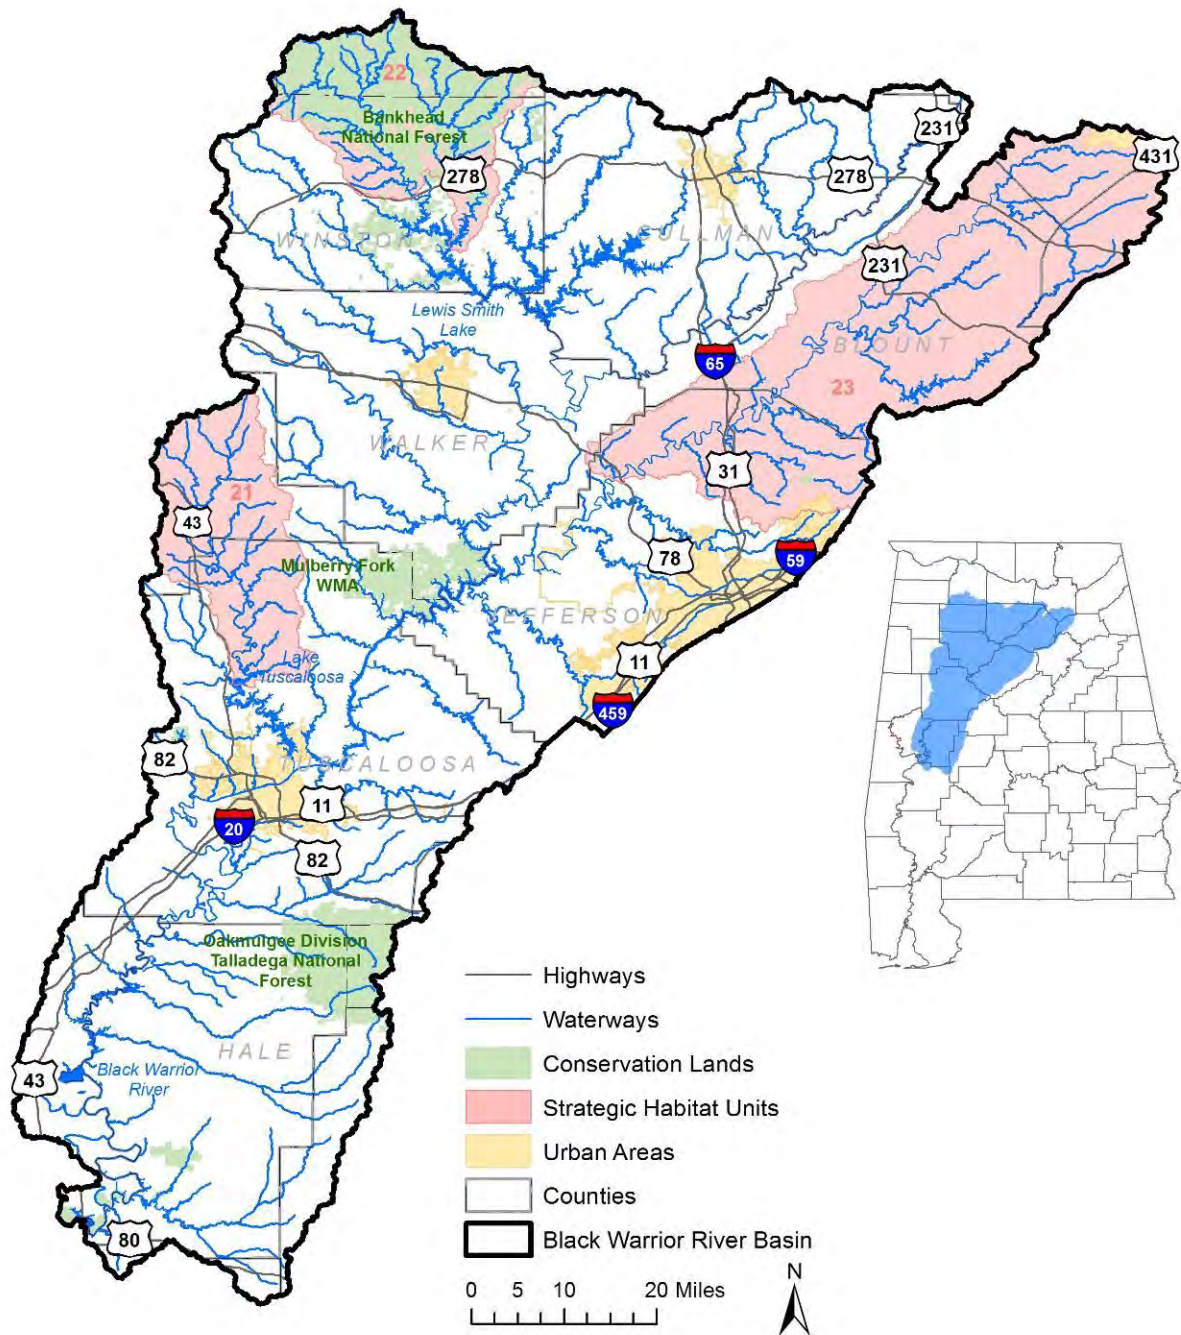 22
Bankhead
National Forest
231
431
278
278
WINSTON
CULLMAN
231
Lewis Smith
Lake
65
BLOUNT
23
WALKER
31
21
43
78
59
Mulberry Fork
WMA
JEFFERSON
11
Lake
Tuscaloosa
459
82
TUSCALOOSA
11
20
82
Oakmulgee Division
Talladega National
Forest
HALE
43
Black Warrior
River
80
Highways
Waterways
Conservation Lands
Strategic Habitat Units
Urban Areas
Counties
Black Warrior River Basin
0 5 10 20 Miles
N